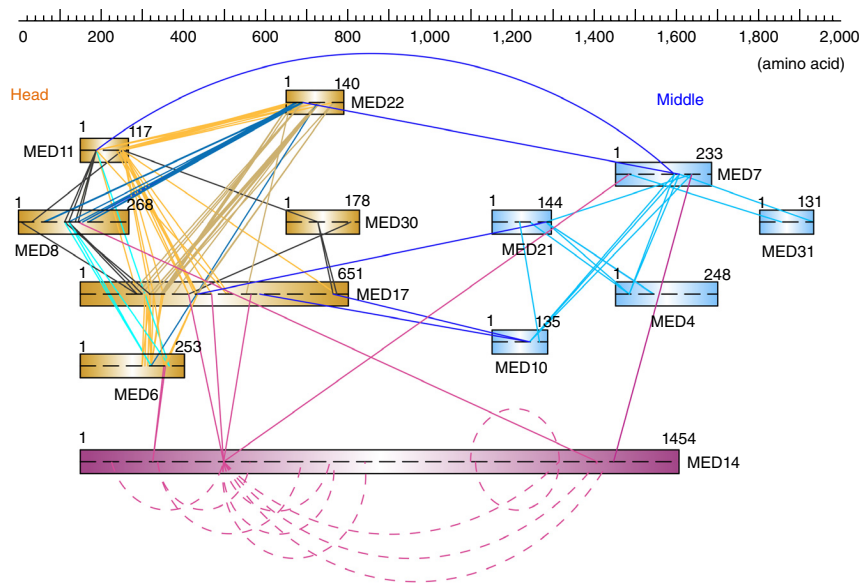 0 200 400 600 800 1,000 1,200 1,400 1,600 1,800 2,000
(amino acid)
Head
Middle
1 140
MED22
1 117
MED11
1 233
MED7
1 268
MED8
1 178
MED30
1 144
MED21
1 131
MED31
1 651
MED17
1 248
MED4
1 135
MED10
1 253
MED6
1 1454
MED14